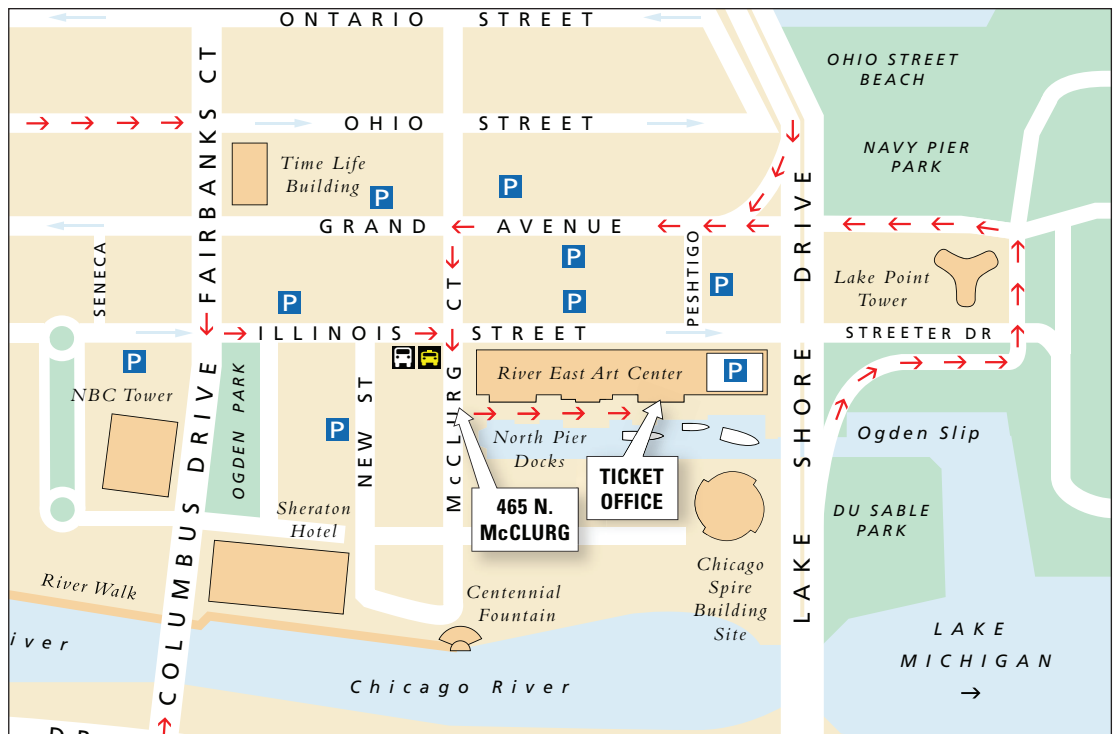 ONTARIO STREET
OHIO STREET
BEACH
FAIRBANKS CT
OHIO STREET
NAVY PIER
PARK
Time Life
Building
P
P
GRAND AVENUE
SENECA
P
PESHTIGO
P
Lake Point
Tower
P
P
ILLINOIS STREET
STREETER DR
P
McCLURG CT
LAKE SHORE DRIVE
River East Art Center
P
NBC Tower
OGDEN PARK
NEW ST
P
North Pier
Docks
Ogden Slip
TICKET
OFFICE
465 N.
McCLURG
Sheraton
Hotel
DU SABLE
PARK
COLUMBUS DRIVE
River Walk
Centennial
Fountain
Chicago
Spire
Building
Site
iver
Chicago River
LAKE
MICHIGAN